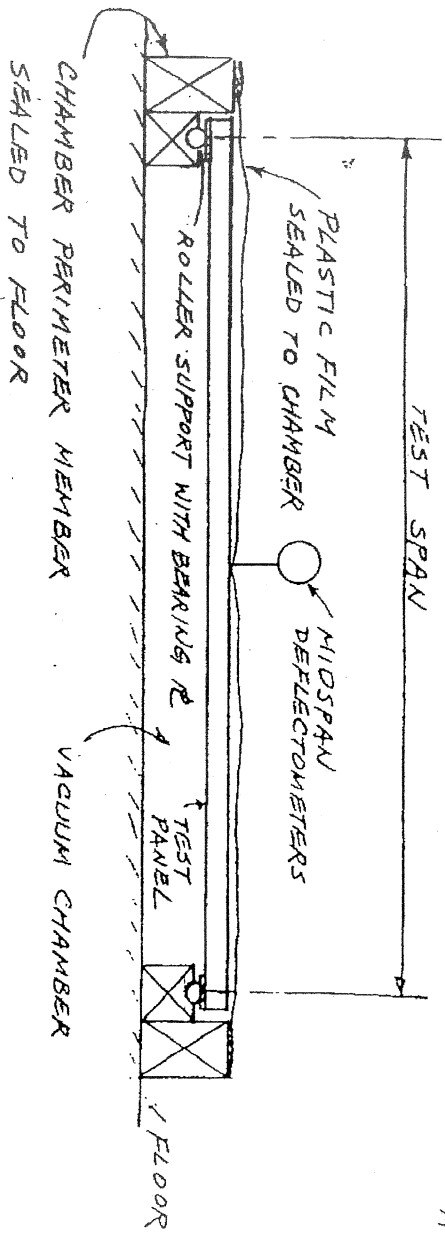 TEST SPAN
PLASTIC FILM
SEALED TO CHAMBER
MIDSPAN
DEFLECTOMETERS
ROLLER SUPPORT WITH BEARING PL
TEST
PANEL
VACUUM CHAMBER
FLOOR
CHAMBER PERIMETER MEMBER
SEALED TO FLOOR